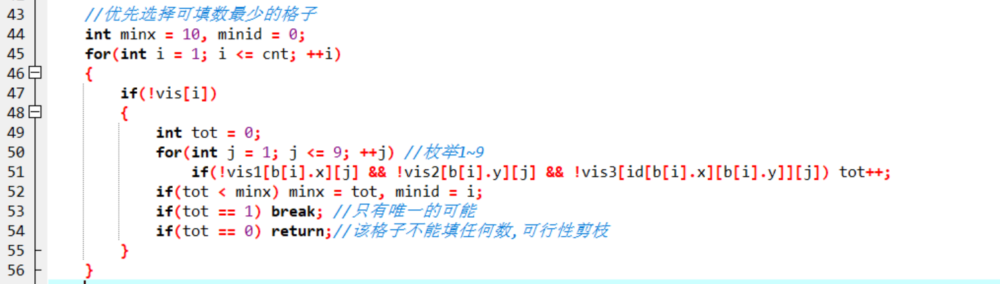 43 //优先选择可填数最少的格子
44 int minx = 10, minid = 0;
45 for(int i = 1; i <= cnt; ++i)
46 {
47 if(!vis[i])
48 {
49 int tot = 0;
50 for(int j = 1; j <= 9; ++j) //枚举1~9
51 if(!vis1[b[i].x][j] && !vis2[b[i].y][j] && !vis3[id[b[i].x][b[i].y]][j]) tot++;
52 if(tot < minx) minx = tot, minid = i;
53 if(tot == 1) break; //只有唯一的可能
54 if(tot == 0) return;//该格子不能填任何数,可行性剪枝
55 }
56 }